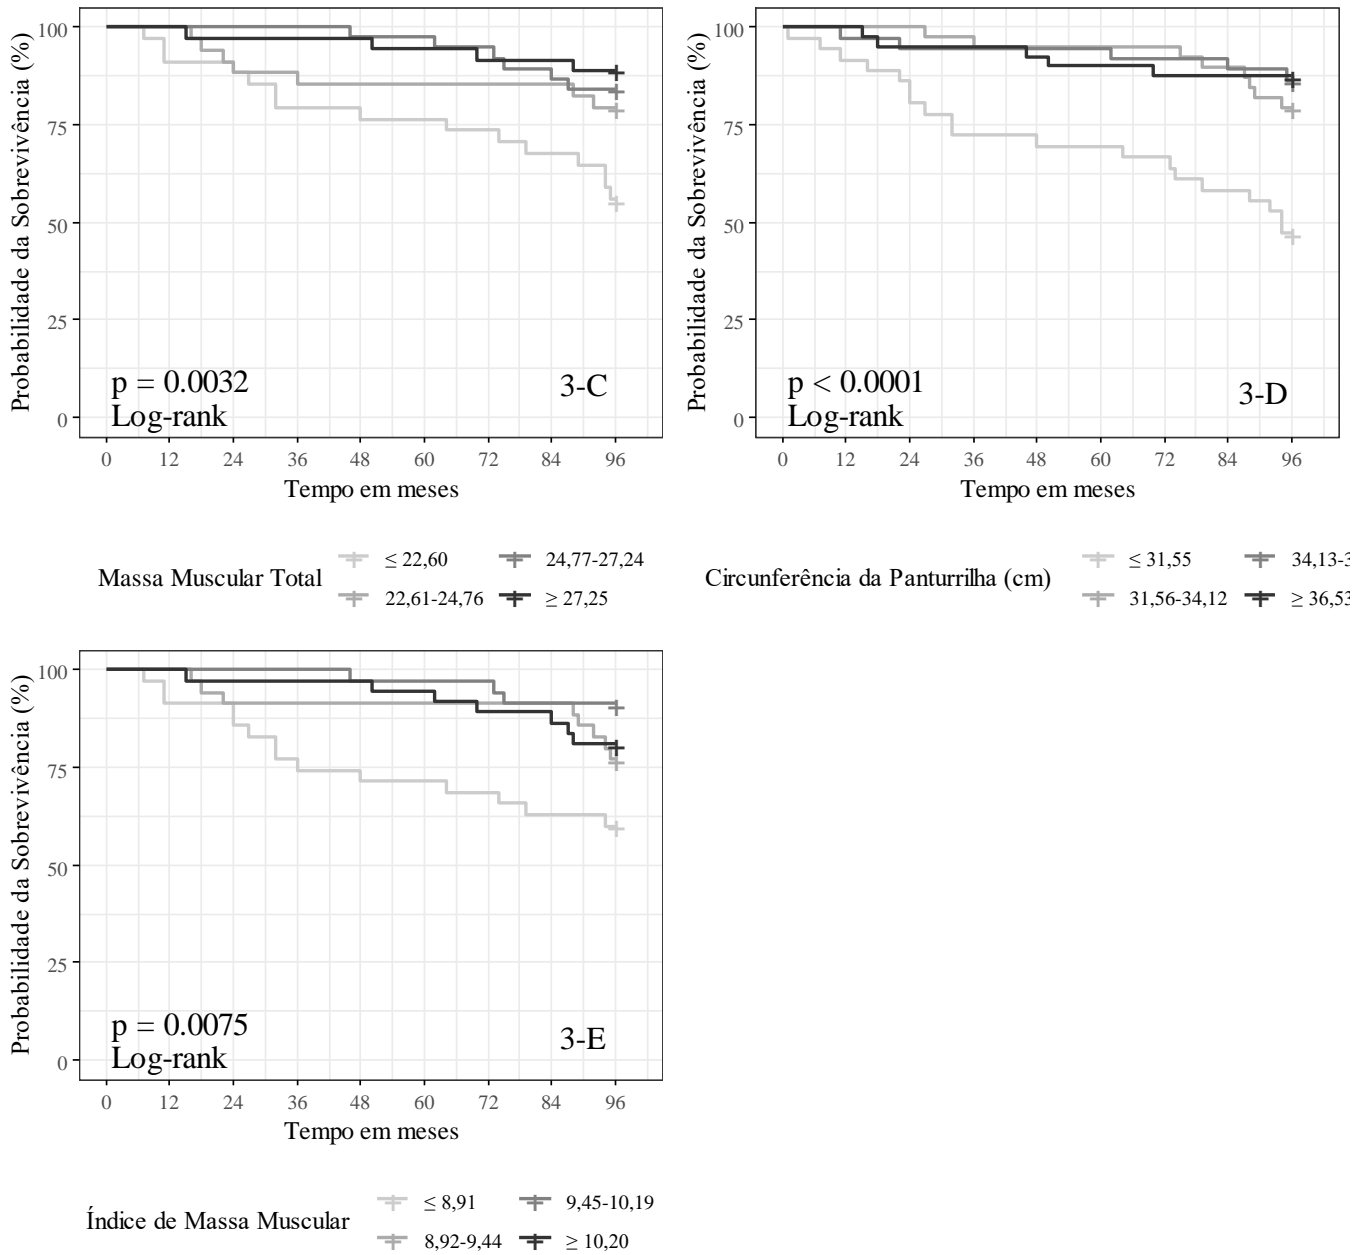 Probabilidade da Sobrevivência (%)
100
75
50
25
0
p = 0.0032
Log-rank
3-C
0 12 24 36 48 60 72 84 96
Tempo em meses
Massa Muscular Total
≤ 22,60
24,77-27,24
22,61-24,76
≥ 27,25
Probabilidade da Sobrevivência (%)
100
75
50
25
0
p < 0.0001
Log-rank
3-D
0 12 24 36 48 60 72 84 96
Tempo em meses
Circunferência da Panturrilha (cm)
≤ 31,55
34,13-3
31,56-34,12
≥ 36,53
Probabilidade da Sobrevivência (%)
100
75
50
25
0
p = 0.0075
Log-rank
3-E
0 12 24 36 48 60 72 84 96
Tempo em meses
Índice de Massa Muscular
≤ 8,91
9,45-10,19
8,92-9,44
≥ 10,20